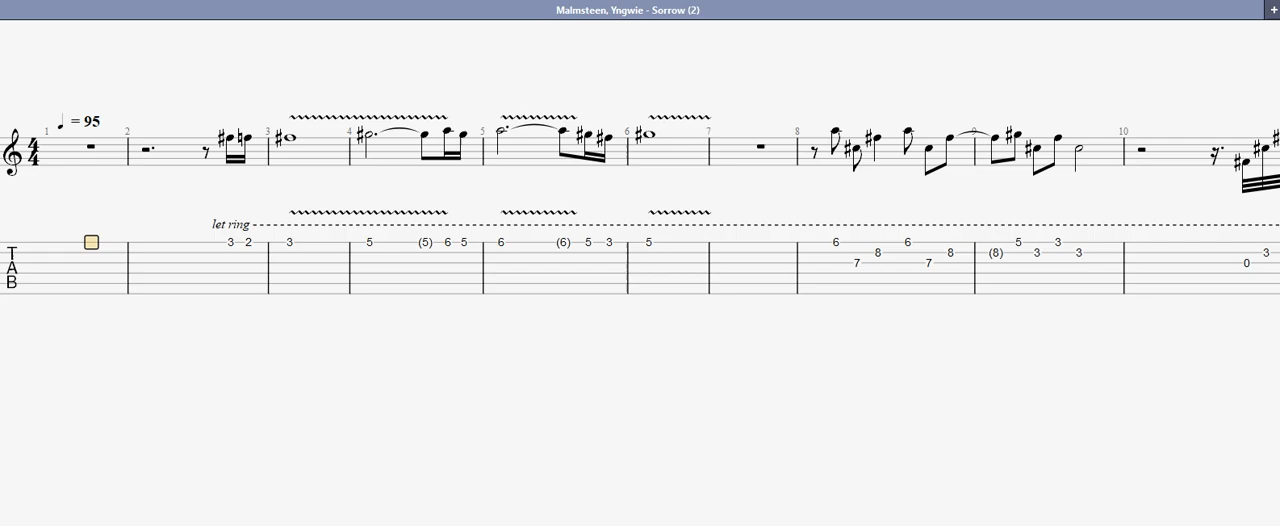 Malmsteen, Yngwie - Sorrow (2)
+
= 95
1 2 3 4 5 6 7 8 9 10
4
4
let ring
3 2 3 5 (5) 6 5 6 (6) 5 3 5 6 6 5 3
T 8 8 (8) 3 3 3
A 7 7 0
B